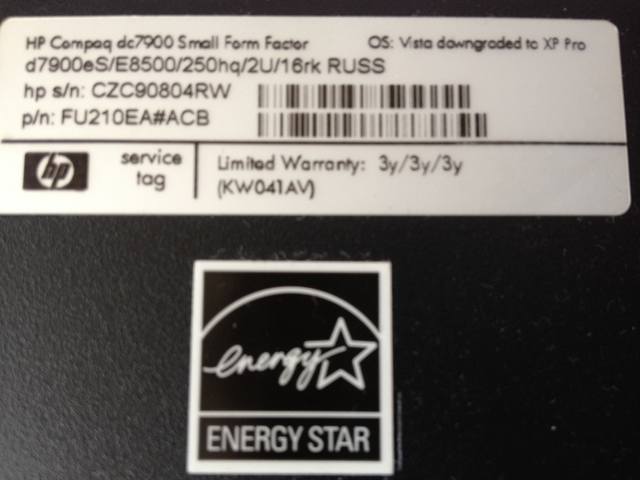 HP Compaq dc7900 Small Form Factor OS: Vista downgraded to XP Pro
d7900eS/E8500/250hq/2U/16rk RUSS
hp s/n: CZC90804RW
p/n: FU210EA#ACB
hp service tag Limited Warranty: 3y/3y/3y
(KW041AV)
energy
ENERGY STAR